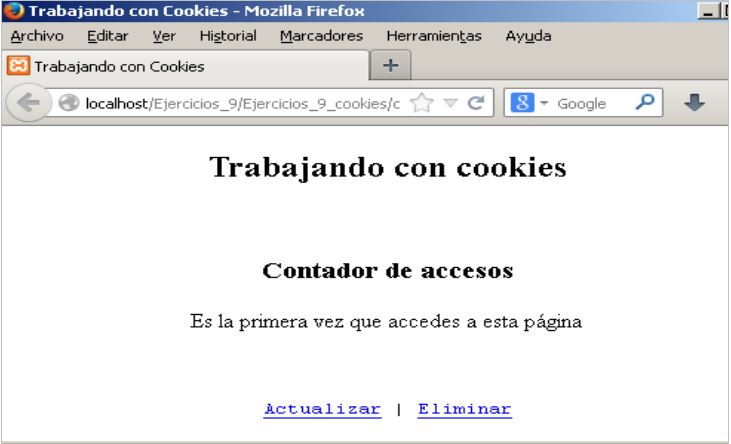 Trabajando con Cookies - Mozilla Firefox
Archivo Editar Ver Historial Marcadores Herramientas Ayuda
Trabajando con Cookies +
localhost/Ejercicios_9/Ejercicios_9_cookies/c 8 Google
Trabajando con cookies
Contador de accesos
Es la primera vez que accedes a esta página
Actualizar | Eliminar